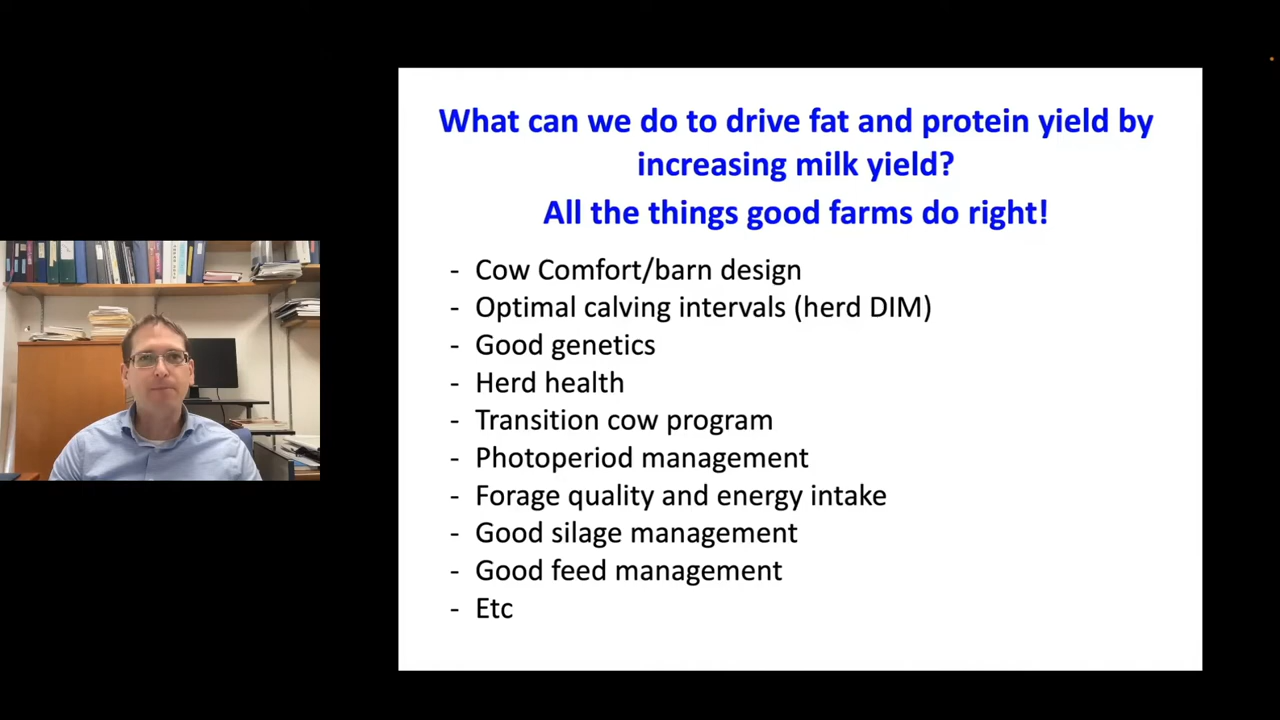 What can we do to drive fat and protein yield by
increasing milk yield?
All the things good farms do right!
- Cow Comfort/barn design
- Optimal calving intervals (herd DIM)
- Good genetics
- Herd health
- Transition cow program
- Photoperiod management
- Forage quality and energy intake
- Good silage management
- Good feed management
- Etc